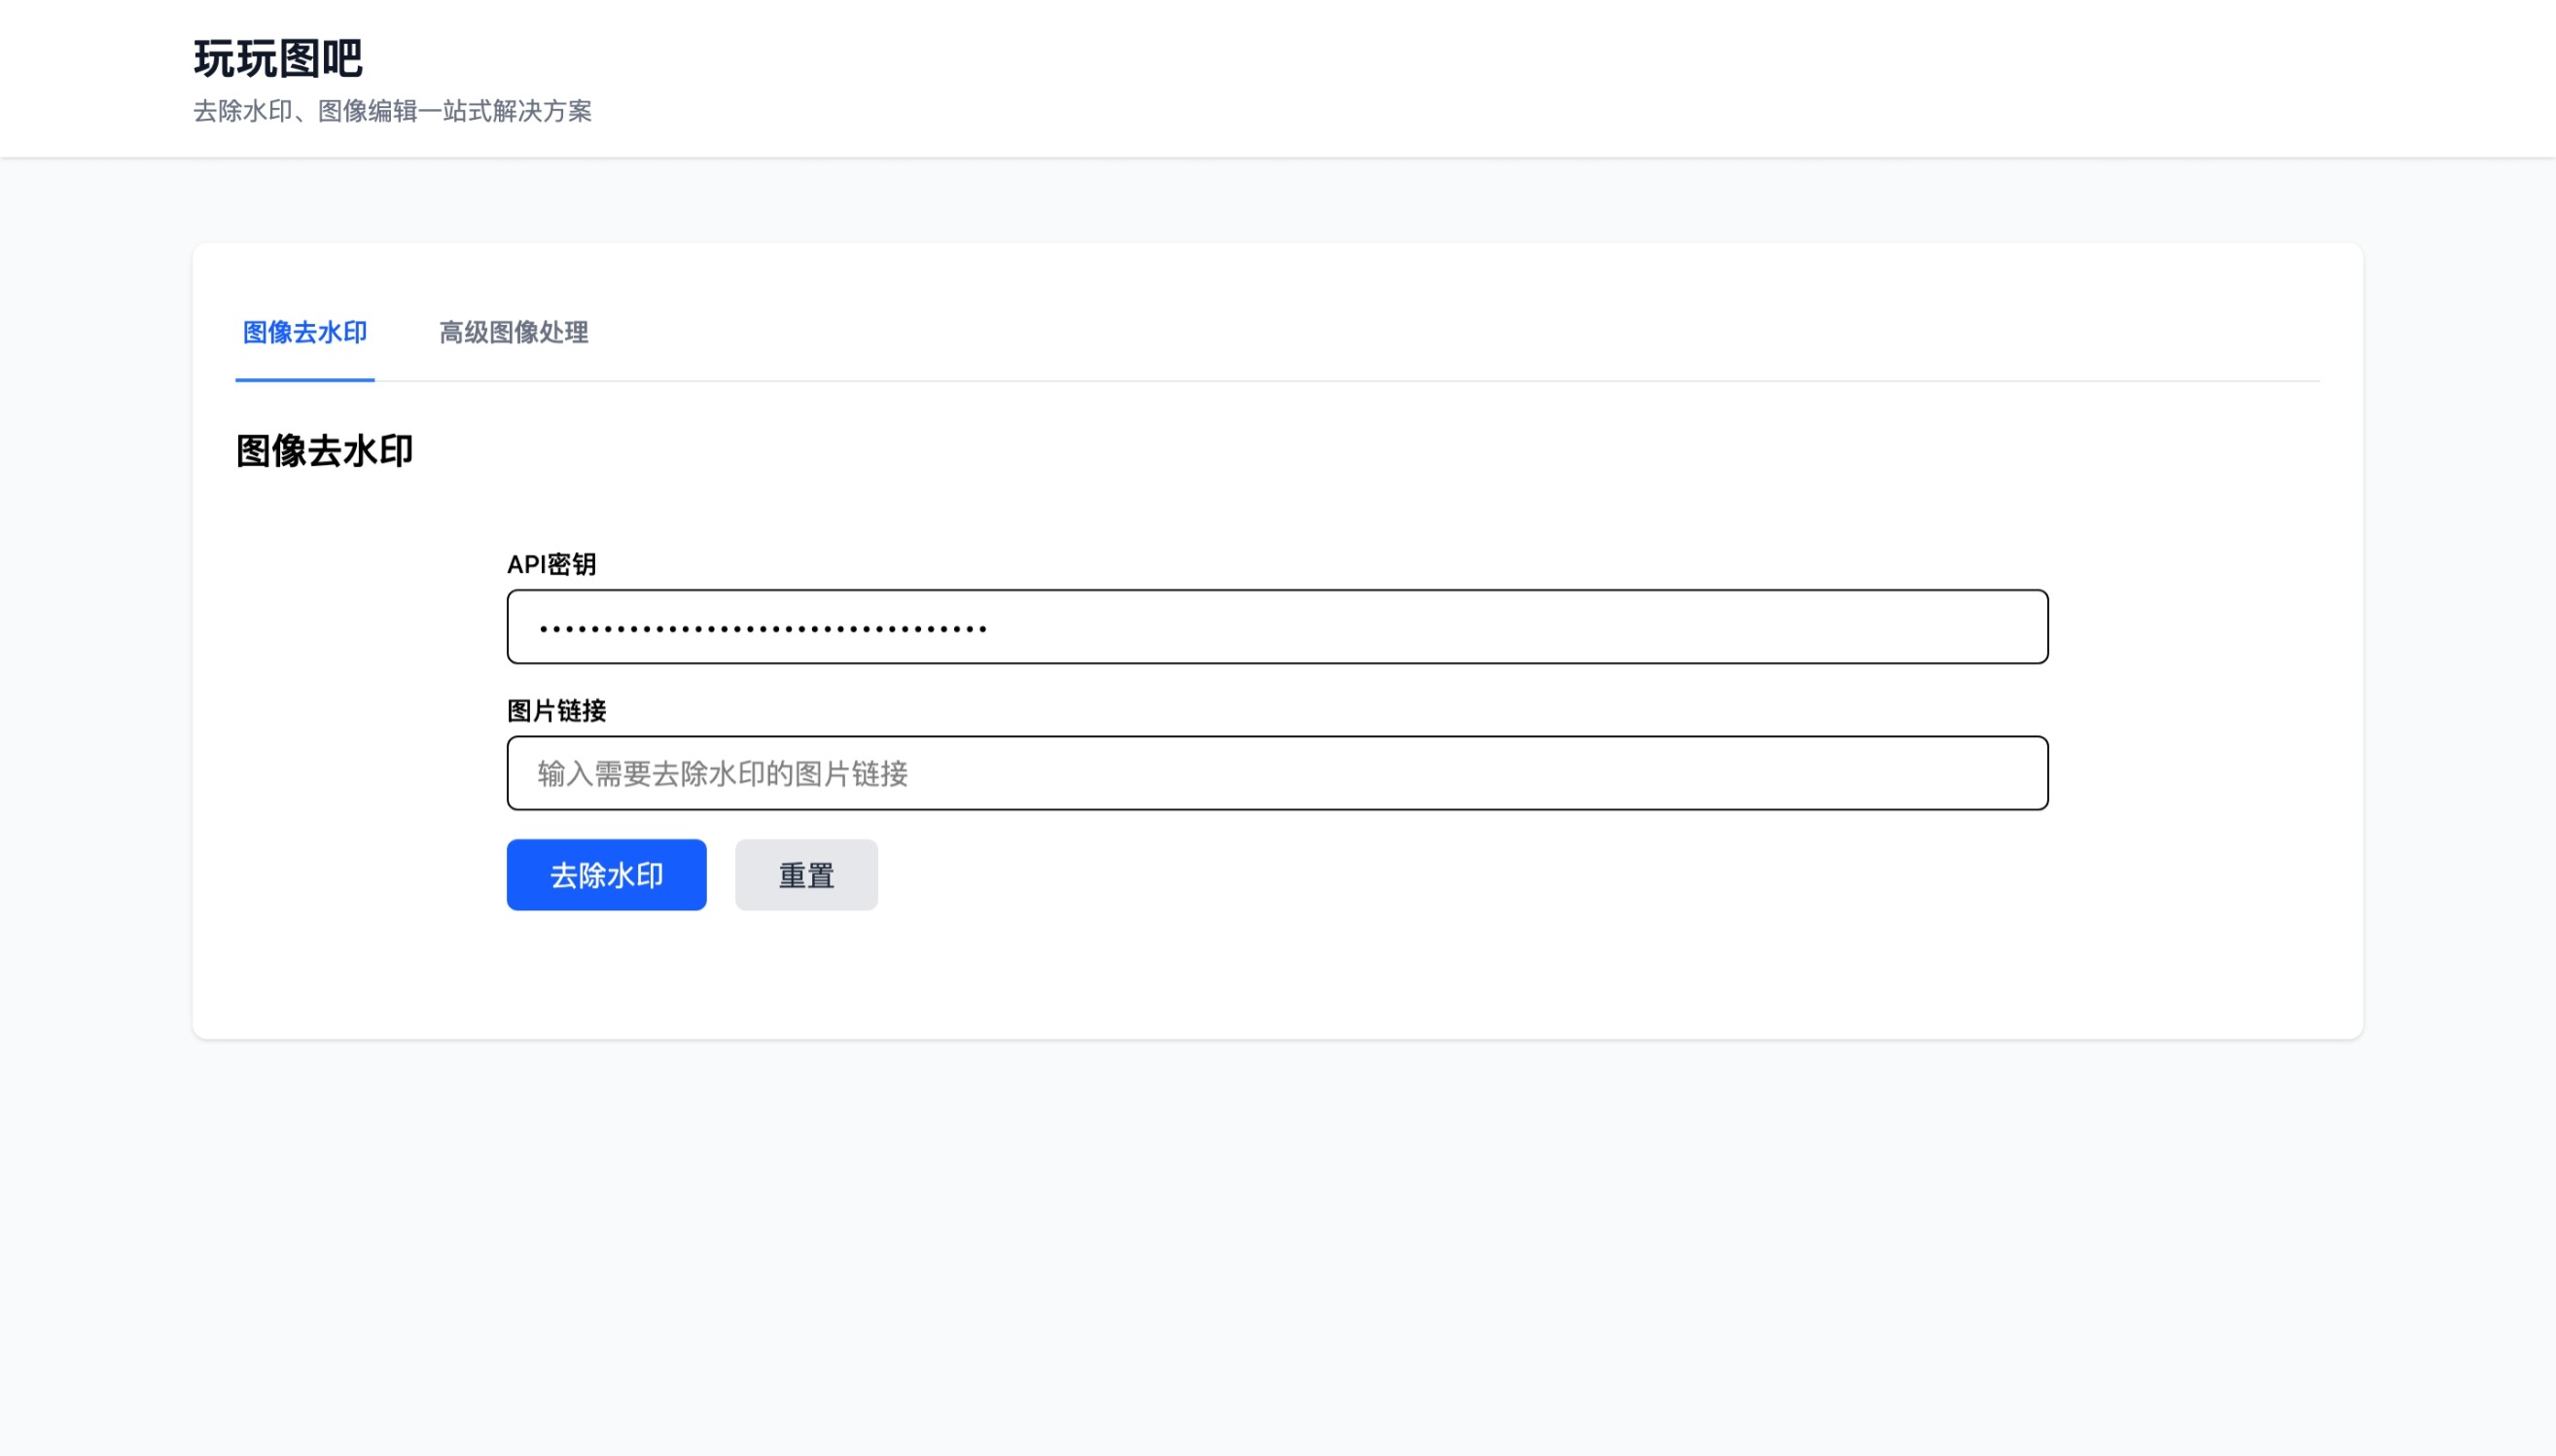 玩玩图吧
去除水印、图像编辑一站式解决方案
图像去水印 高级图像处理
图像去水印
API密钥
•••••••••••••••••••••••••••••••••••
图片链接
输入需要去除水印的图片链接
去除水印 重置